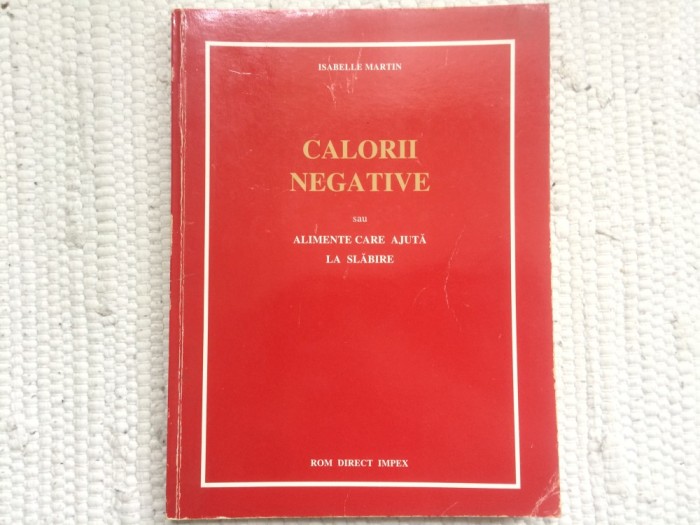 ISABELLE MARTIN
CALORII
NEGATIVE
sau
ALIMENTE CARE AJUTĂ
LA SLĂBIRE
ROM DIRECT IMPEX